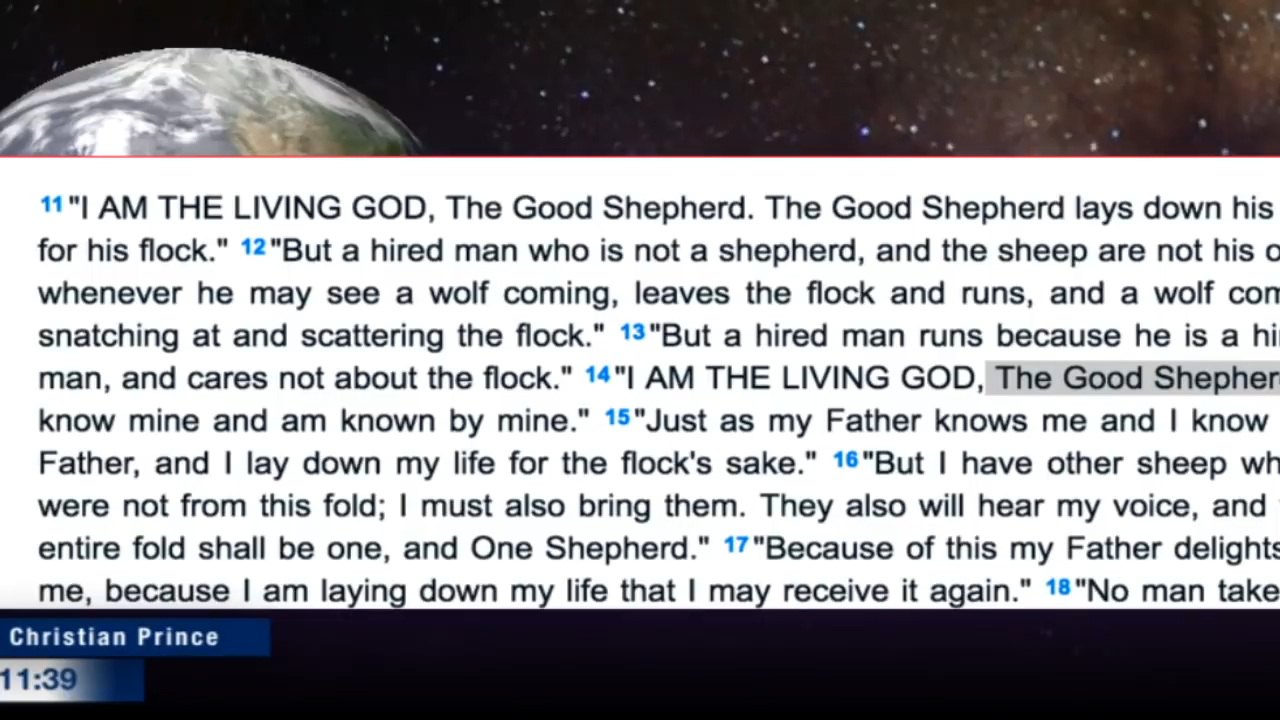 11 "I AM THE LIVING GOD, The Good Shepherd. The Good Shepherd lays down his
for his flock." 12 "But a hired man who is not a shepherd, and the sheep are not his
whenever he may see a wolf coming, leaves the flock and runs, and a wolf
snatching at and scattering the flock." 13 "But a hired man runs because he is a
man, and cares not about the flock." 14 "I AM THE LIVING GOD, The Good
know mine and am known by mine." 15 "Just as my Father knows me and I know
Father, and I lay down my life for the flock's sake." 16 "But I have other sheep
were not from this fold; I must also bring them. They also will hear my voice, and
entire fold shall be one, and One Shepherd." 17 "Because of this my Father delights
me, because I am laying down my life that I may receive it again." 18 "No man take
Christian Prince
11:39